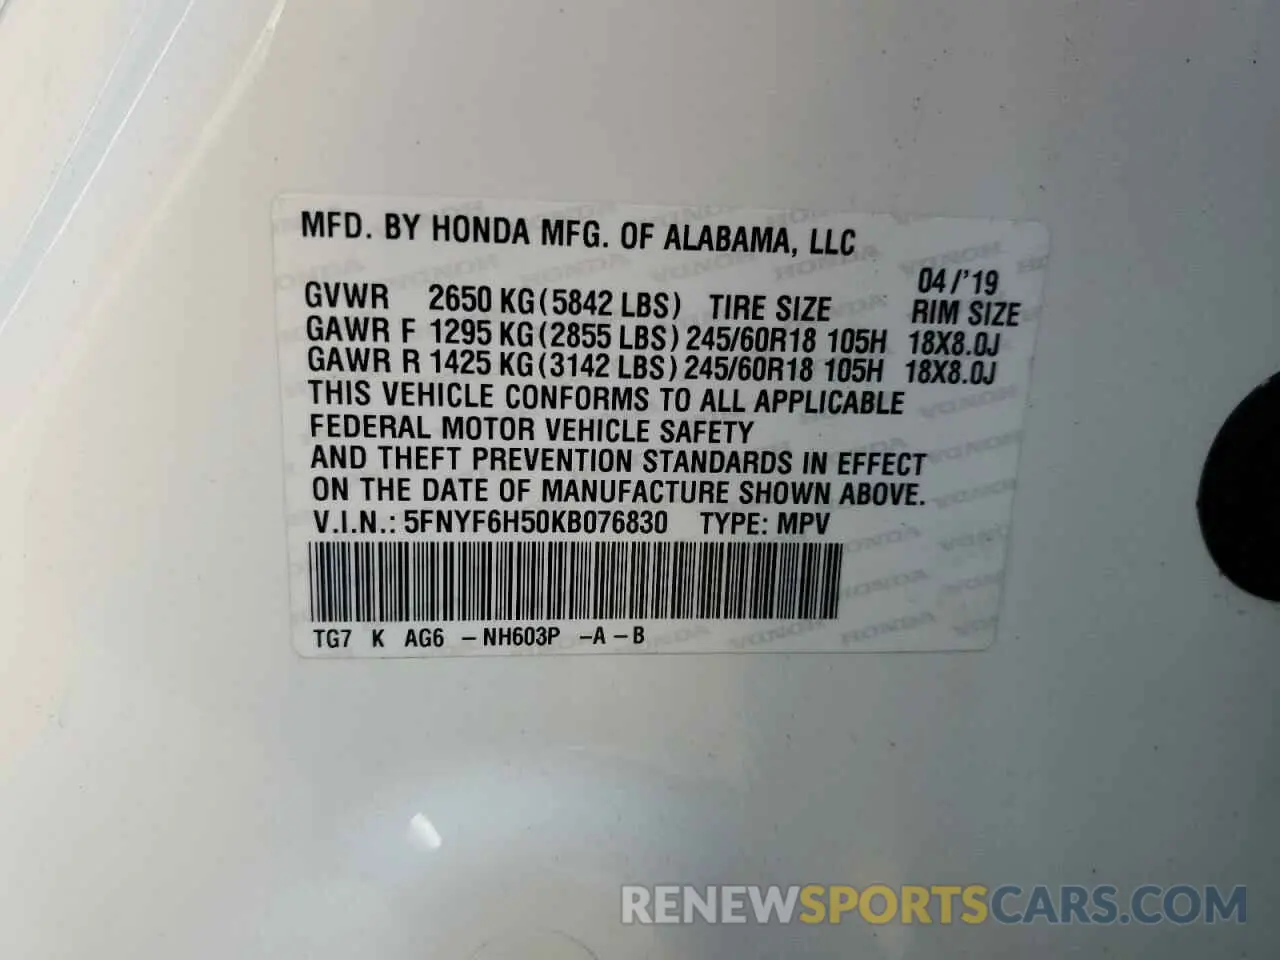 MFD. BY HONDA MFG. OF ALABAMA, LLC
04/'19
GVWR 2650 KG(5842 LBS) TIRE SIZE RIM SIZE
GAWR F 1295 KG(2855 LBS) 245/60R18 105H 18X8.0J
GAWR R 1425 KG(3142 LBS) 245/60R18 105H 18X8.0J
THIS VEHICLE CONFORMS TO ALL APPLICABLE
FEDERAL MOTOR VEHICLE SAFETY
AND THEFT PREVENTION STANDARDS IN EFFECT
ON THE DATE OF MANUFACTURE SHOWN ABOVE.
V.I.N.: 5FNYF6H50KB076830 TYPE: MPV
TG7 K AG6 -NH603P -A-B
RENEWSPORTSCARS.COM